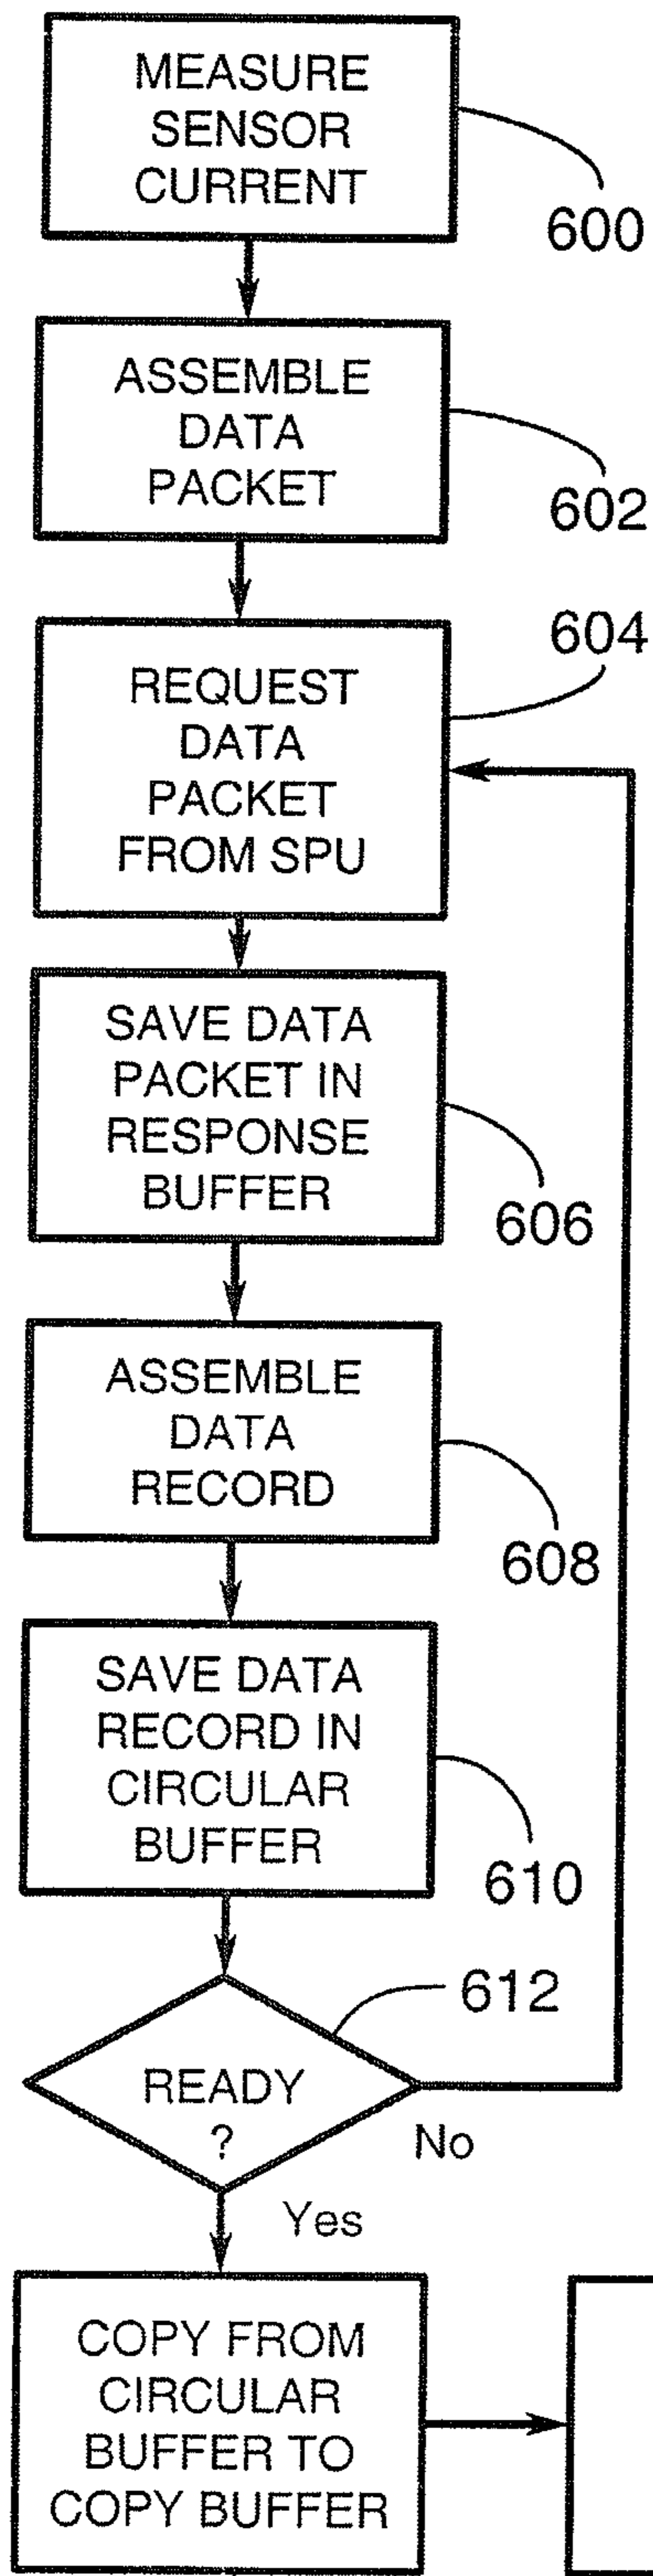 MEASURE
SENSOR
CURRENT
600
ASSEMBLE
DATA
PACKET
602
604
REQUEST
DATA
PACKET
FROM SPU
SAVE DATA
PACKET IN
RESPONSE
BUFFER
606
ASSEMBLE
DATA
RECORD
608
SAVE DATA
RECORD IN
CIRCULAR
BUFFER
610
612
READY
?
No
Yes
COPY FROM
CIRCULAR
BUFFER TO
COPY BUFFER